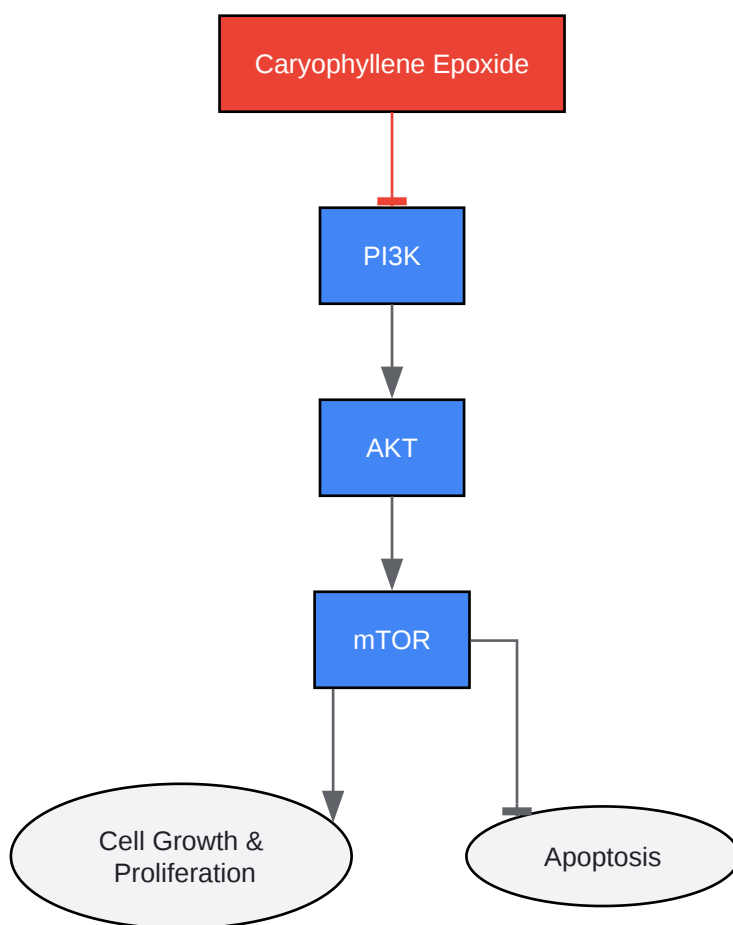 Caryophyllene Epoxide
PI3K
AKT
mTOR
Cell Growth &
Proliferation
Apoptosis